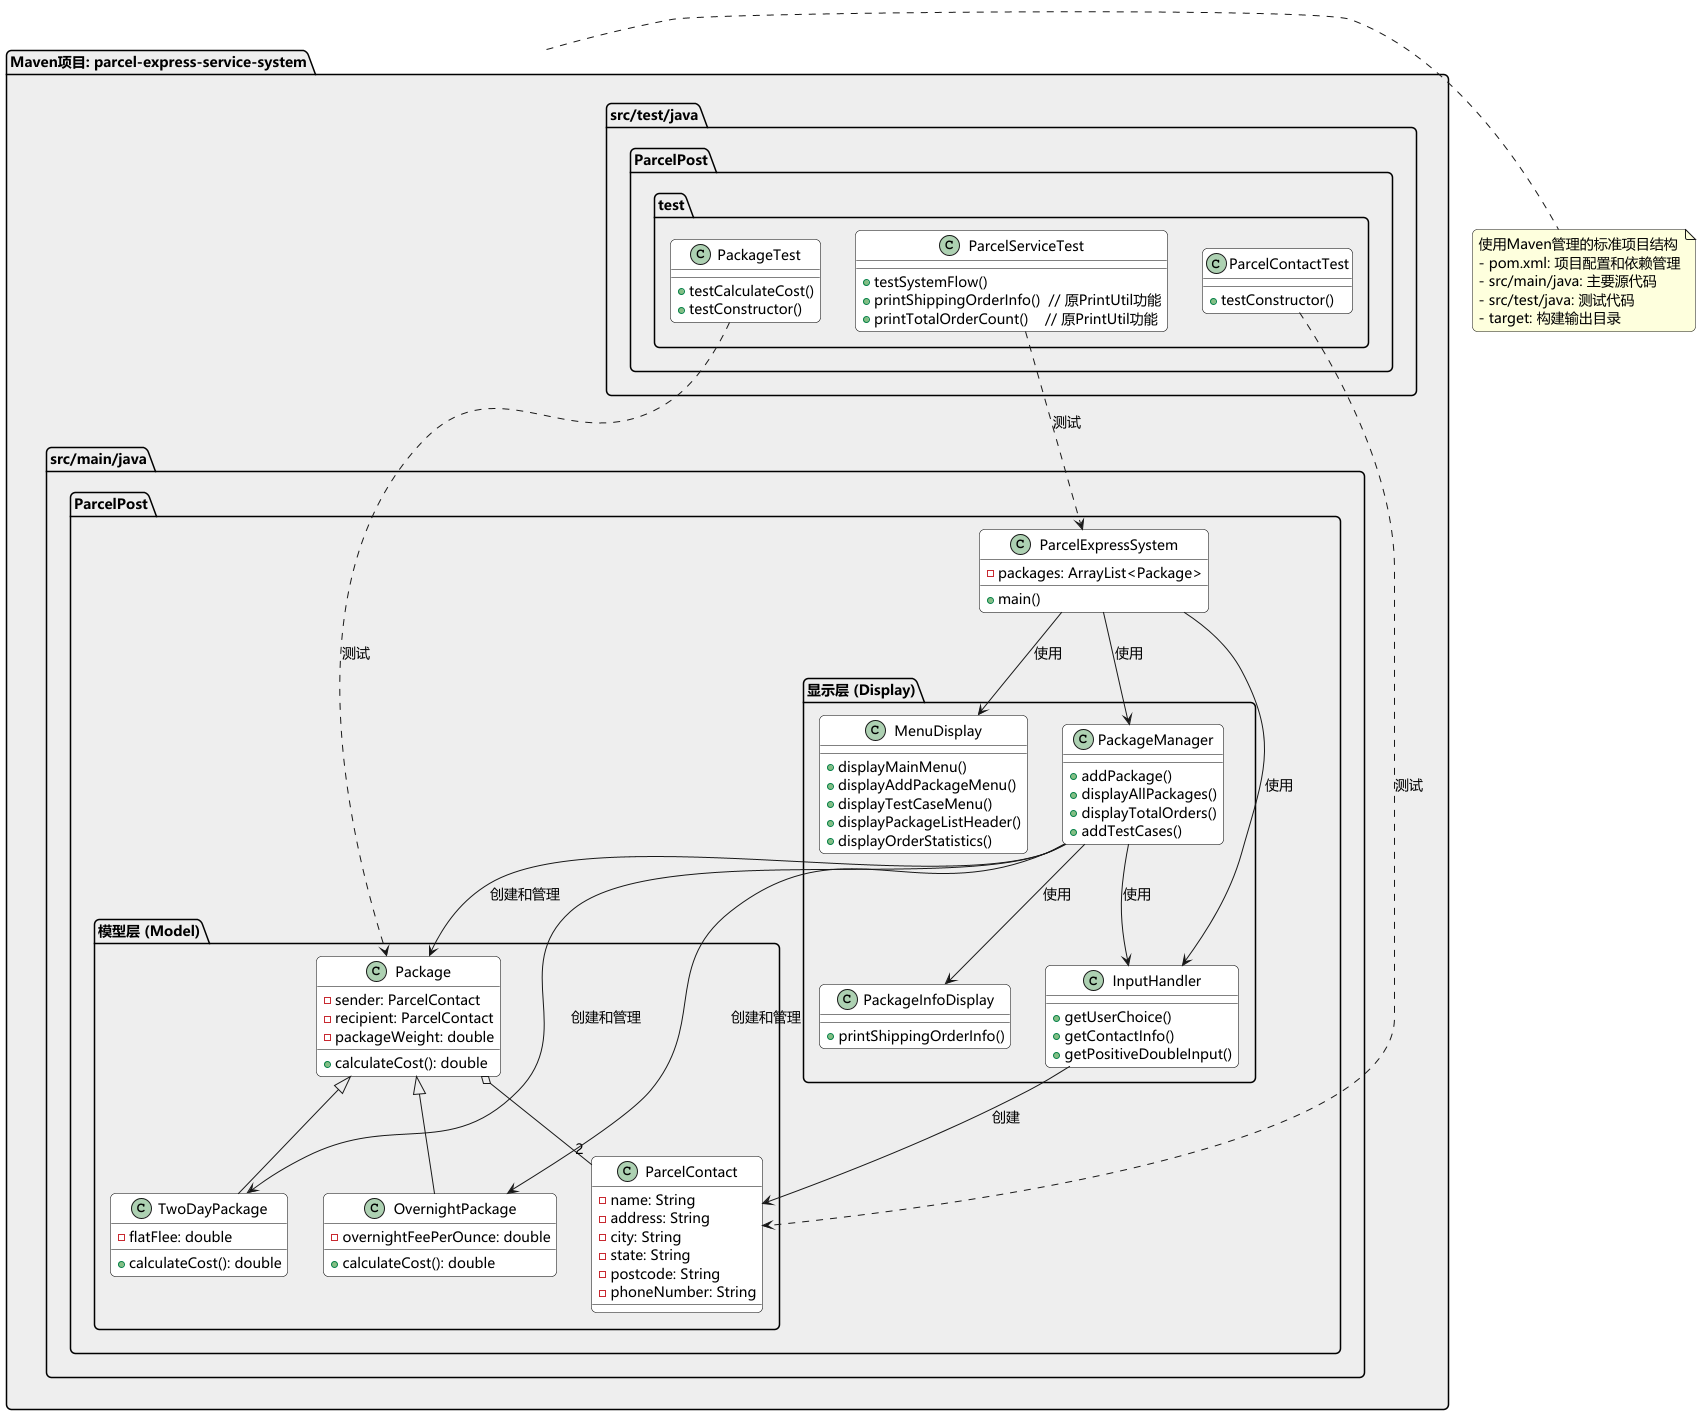 Maven项目: parcel-express-service-system
src/test/java
ParcelPost
test
C PackageTest
testCalculateCost()
testConstructor()
C ParcelServiceTest
testSystemFlow()
printShippingOrderInfo()  // 原PrintUtil功能
printTotalOrderCount()    // 原PrintUtil功能
C ParcelContactTest
testConstructor()
使用Maven管理的标准项目结构
- pom.xml: 项目配置和依赖管理
- src/main/java: 主要源代码
- src/test/java: 测试代码
- target: 构建输出目录
测试
src/main/java
ParcelPost
C ParcelExpressSystem
packages: ArrayList<Package>
main()
测试
使用
使用
使用
测试
显示层 (Display)
C MenuDisplay
displayMainMenu()
displayAddPackageMenu()
displayTestCaseMenu()
displayPackageListHeader()
displayOrderStatistics()
C PackageManager
addPackage()
displayAllPackages()
displayTotalOrders()
addTestCases()
创建和管理
使用
使用
模型层 (Model)
C Package
sender: ParcelContact
recipient: ParcelContact
packageWeight: double
calculateCost(): double
创建和管理
创建和管理
C PackageInfoDisplay
printShippingOrderInfo()
C InputHandler
getUserChoice()
getContactInfo()
getPositiveDoubleInput()
创建
2
C TwoDayPackage
flatFlee: double
calculateCost(): double
C OvernightPackage
overnightFeePerOunce: double
calculateCost(): double
C ParcelContact
name: String
address: String
city: String
state: String
postcode: String
phoneNumber: String